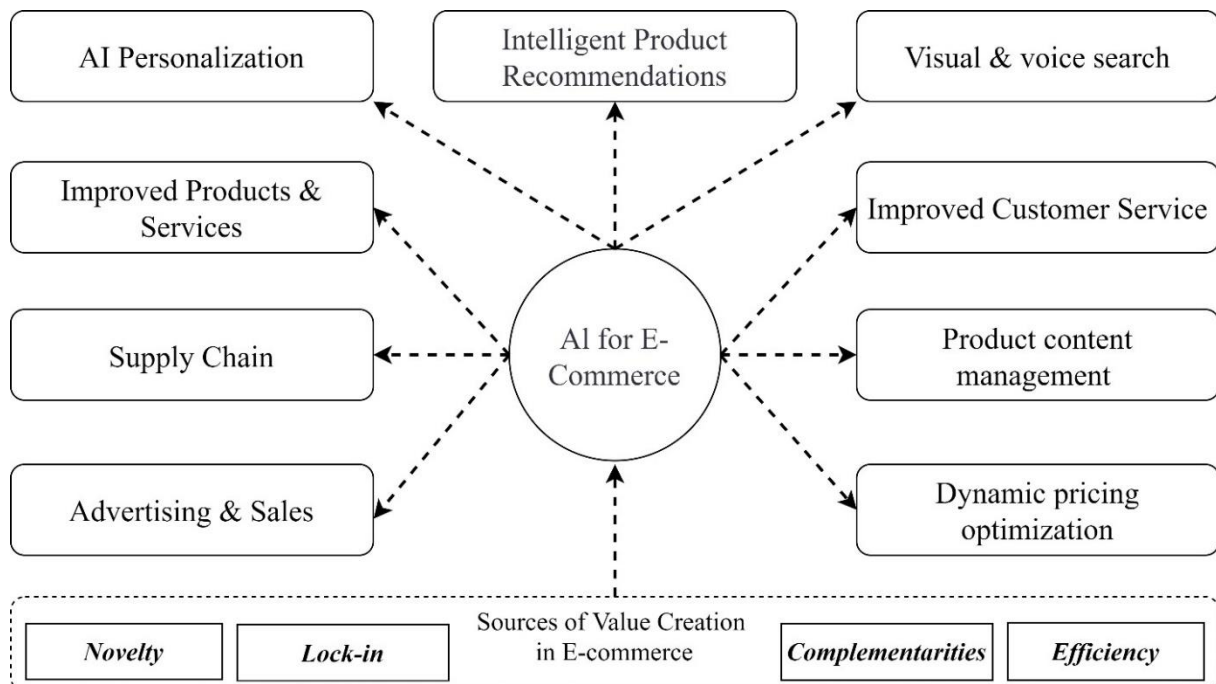 AI Personalization
Intelligent Product
Recommendations
Visual & voice search
Improved Products &
Services
Improved Customer Service
AI for E-
Commerce
Supply Chain
Product content
management
Advertising & Sales
Dynamic pricing
optimization
Sources of Value Creation
in E-commerce
Novelty
Lock-in
Complementarities
Efficiency